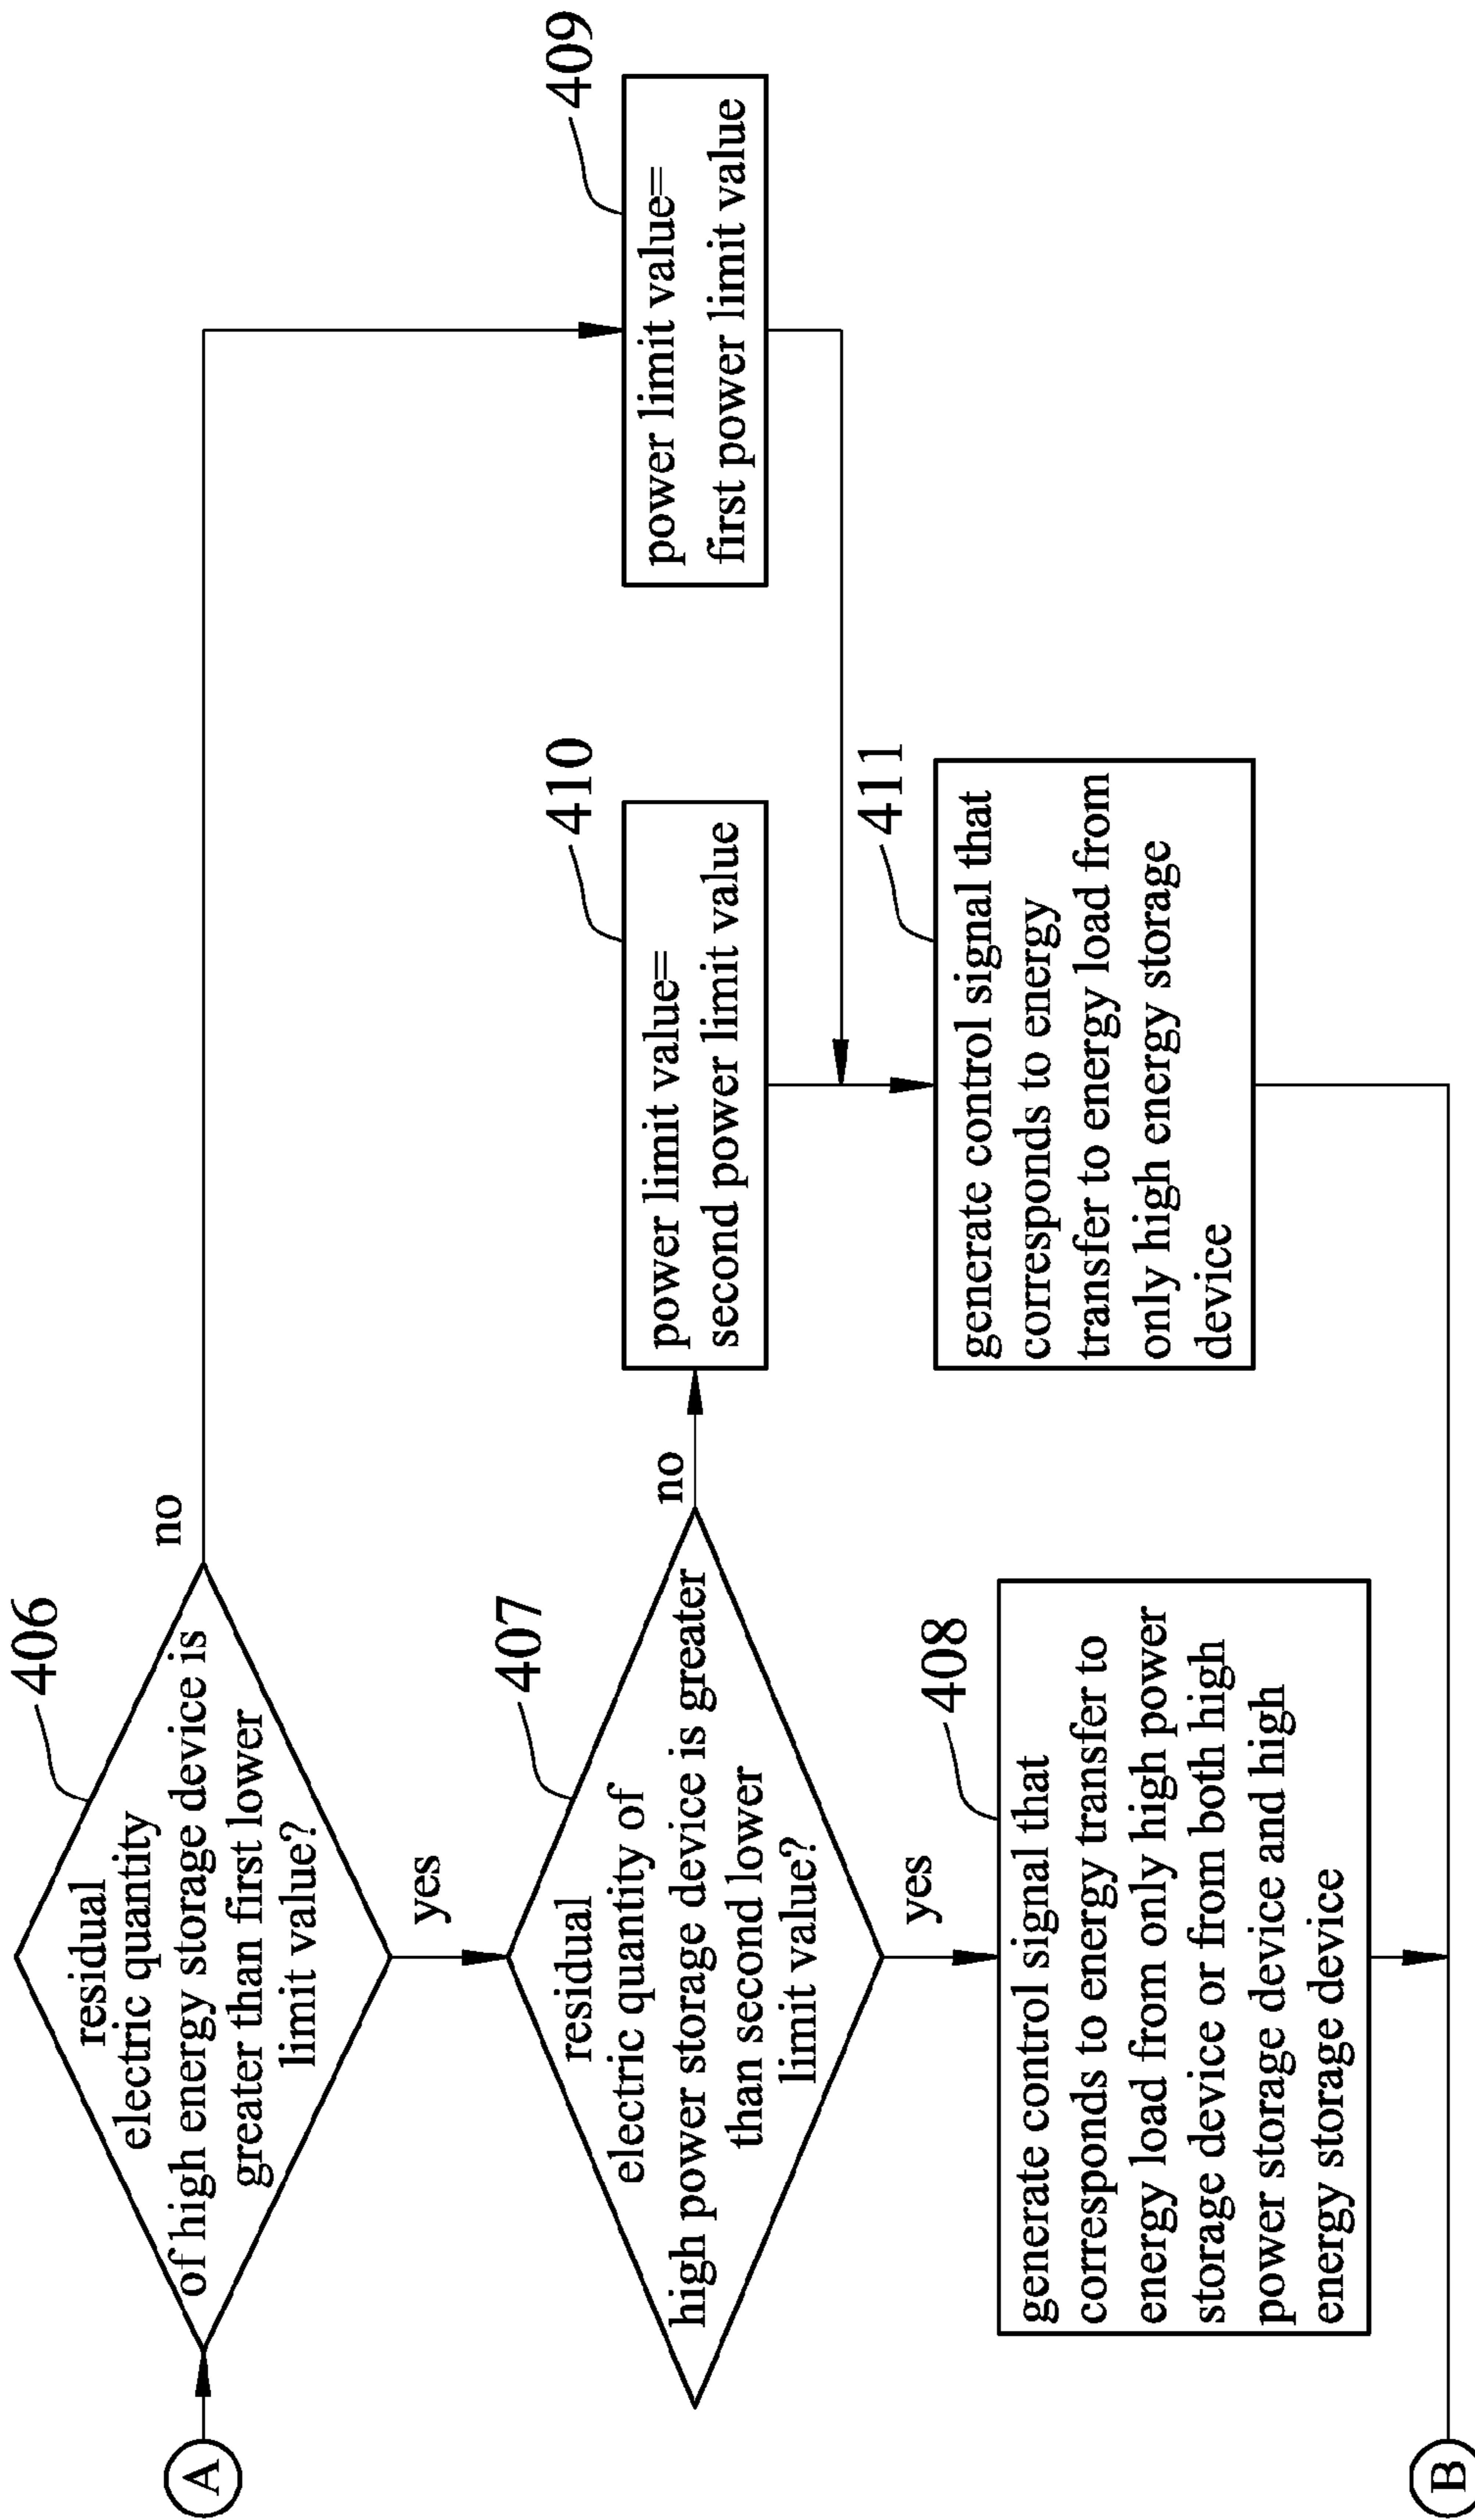 A
406
residual
electric quantity
of high energy storage device is
greater than first lower
limit value?
no
yes
407
residual
electric quantity of
high power storage device is greater
than second lower
limit value?
no
yes
408
generate control signal that
corresponds to energy transfer to
energy load from only high power
storage device or from both high
power storage device and high
energy storage device
409
power limit value=
first power limit value
410
power limit value=
second power limit value
411
generate control signal that
corresponds to energy
transfer to energy load from
only high energy storage
device
B